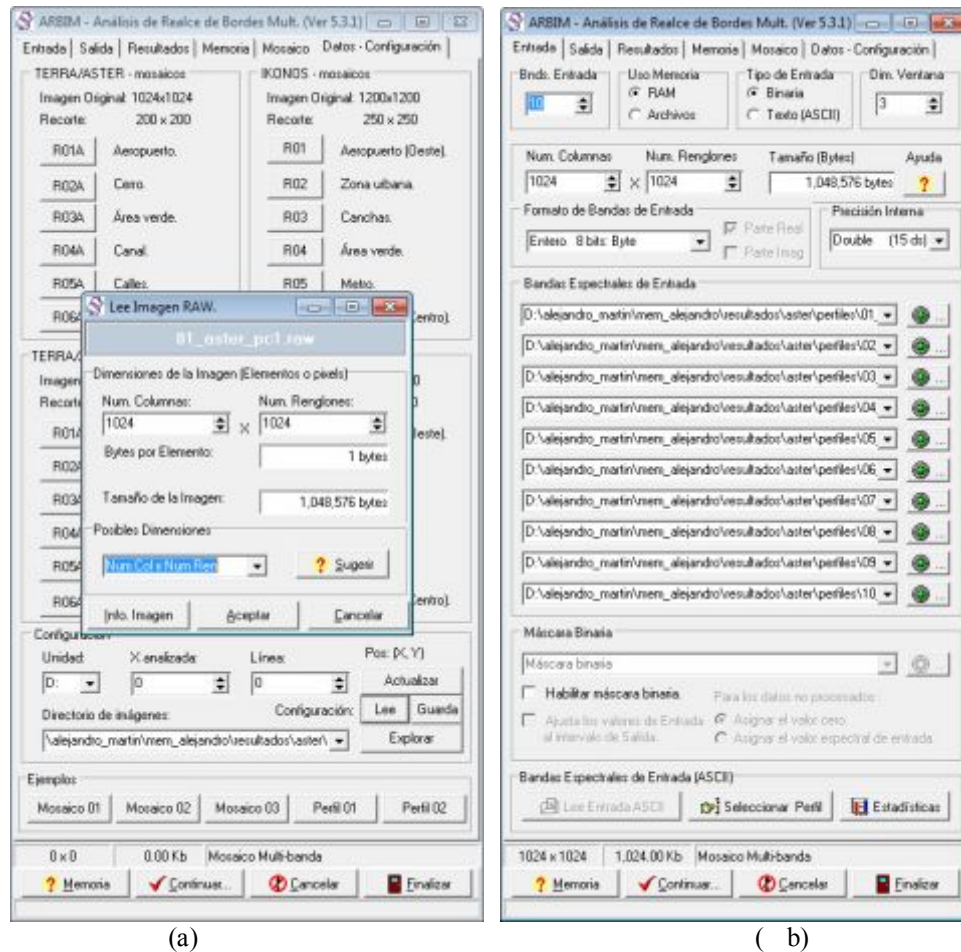 ARBIM - Análisis de Realce de Bordes Mult. (Ver 5.3.1)
Entrada Salida Resultados Memoria Mosaico Datos - Configuración
TERRA/ASTER - mosaicos
Imagen Original: 1024x1024
Recorte: 200 x 200
R01A Aeropuerto.
R02A Cerro.
R03A Área verde.
R04A Canal.
R05A Calles.
IKONOS - mosaicos
Imagen Original: 1200x1200
Recorte: 250 x 250
R01 Aeropuerto (Oeste).
R02 Zona urbana.
R03 Canchas.
R04 Área verde.
R05 Metro.
Lee Imagen RAW.
01_aster_pc1.raw
Dimensiones de la Imagen (Elementos o pixels)
Num. Columnas: Num. Renglones:
1024 x 1024
Bytes por Elemento: 1 bytes
Tamaño de la Imagen: 1,048,576 bytes
Posibles Dimensiones
Num.Col x Num.Ren ? Sugerir
Info. Imagen Aceptar Cancelar
Unidad: X analizada: Línea: Pos: (X, Y)
D: 0 0 Actualizar
Directorio de imágenes: Configuración: Lee Guarda
\alejandro_martin\mem_alejandro\resultados\aster\ Explorar
Ejemplos
Mosaico 01 Mosaico 02 Mosaico 03 Perfil 01 Perfil 02
0 x 0 0.00 Kb Mosaico Multi-banda
? Memoria Continuar... Cancelar Finalizar
(a)
ARBIM - Análisis de Realce de Bordes Mult. (Ver 5.3.1)
Entrada Salida Resultados Memoria Mosaico Datos - Configuración
Bnds. Entrada Uso Memoria Tipo de Entrada Dim. Ventana
10 RAM Binaria 3
Archivos Texto (ASCII)
Num. Columnas Num. Renglones Tamaño (Bytes) Ayuda
1024 X 1024 1,048,576 bytes ?
Formato de Bandas de Entrada Parte Real Precisión Interna
Entero 8 bits: Byte Parte Imag Double (15 ds)
Bandas Espectrales de Entrada
D:\alejandro_martin\mem_alejandro\resultados\aster\perfiles\01_
D:\alejandro_martin\mem_alejandro\resultados\aster\perfiles\02
D:\alejandro_martin\mem_alejandro\resultados\aster\perfiles\03
D:\alejandro_martin\mem_alejandro\resultados\aster\perfiles\04
D:\alejandro_martin\mem_alejandro\resultados\aster\perfiles\05
D:\alejandro_martin\mem_alejandro\resultados\aster\perfiles\06
D:\alejandro_martin\mem_alejandro\resultados\aster\perfiles\07
D:\alejandro_martin\mem_alejandro\resultados\aster\perfiles\08
D:\alejandro_martin\mem_alejandro\resultados\aster\perfiles\09
D:\alejandro_martin\mem_alejandro\resultados\aster\perfiles\10
Máscara Binaria
Máscara binaria
Habilitar máscara binaria. Para los datos no procesados:
Ajusta los valores de Entrada al intervalo de Salida.
Asignar el valor cero.
Asignar el valor espectral de entrada
Bandas Espectrales de Entrada (ASCII)
Lee Entrada ASCII Seleccionar Perfil Estadísticas
1024 x 1024 1,024.00 Kb Mosaico Multi-banda
? Memoria Continuar... Cancelar Finalizar
( b)